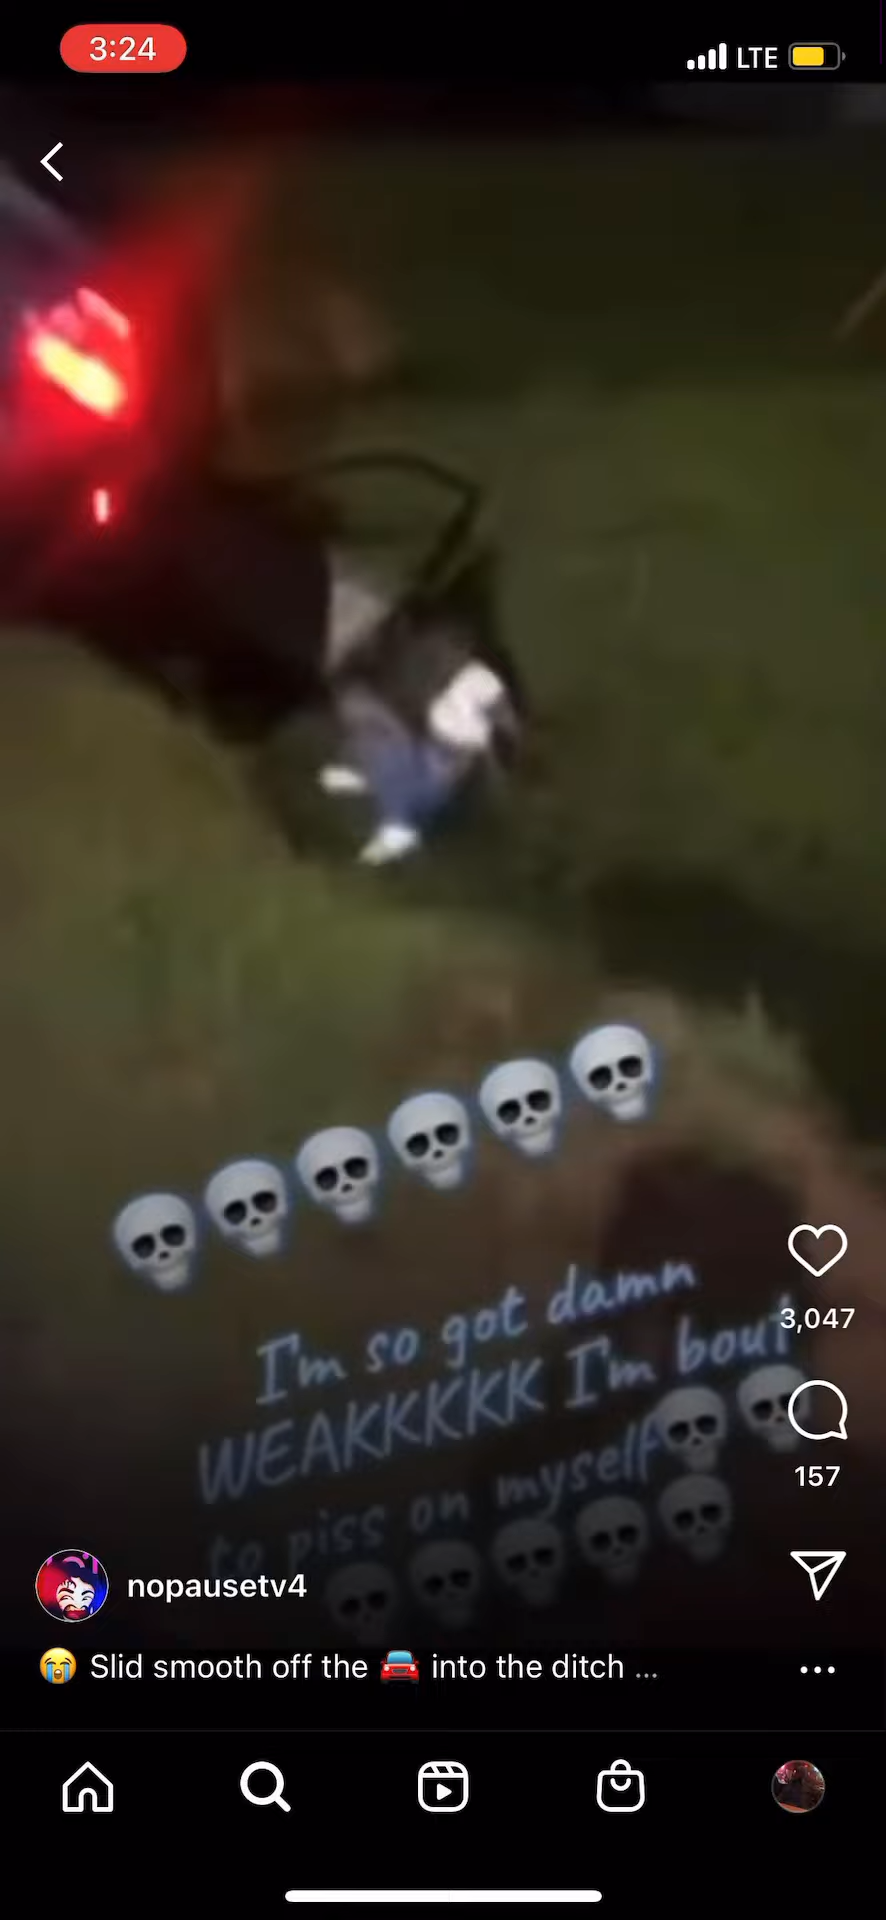 3:24
LTE
💀💀💀💀💀💀
I'm so got damn
WEAKKKKK I'm bout
to piss on myself💀💀
💀💀💀💀💀
3,047
157
nopausetv4
😭 Slid smooth off the 🚘 into the ditch ...